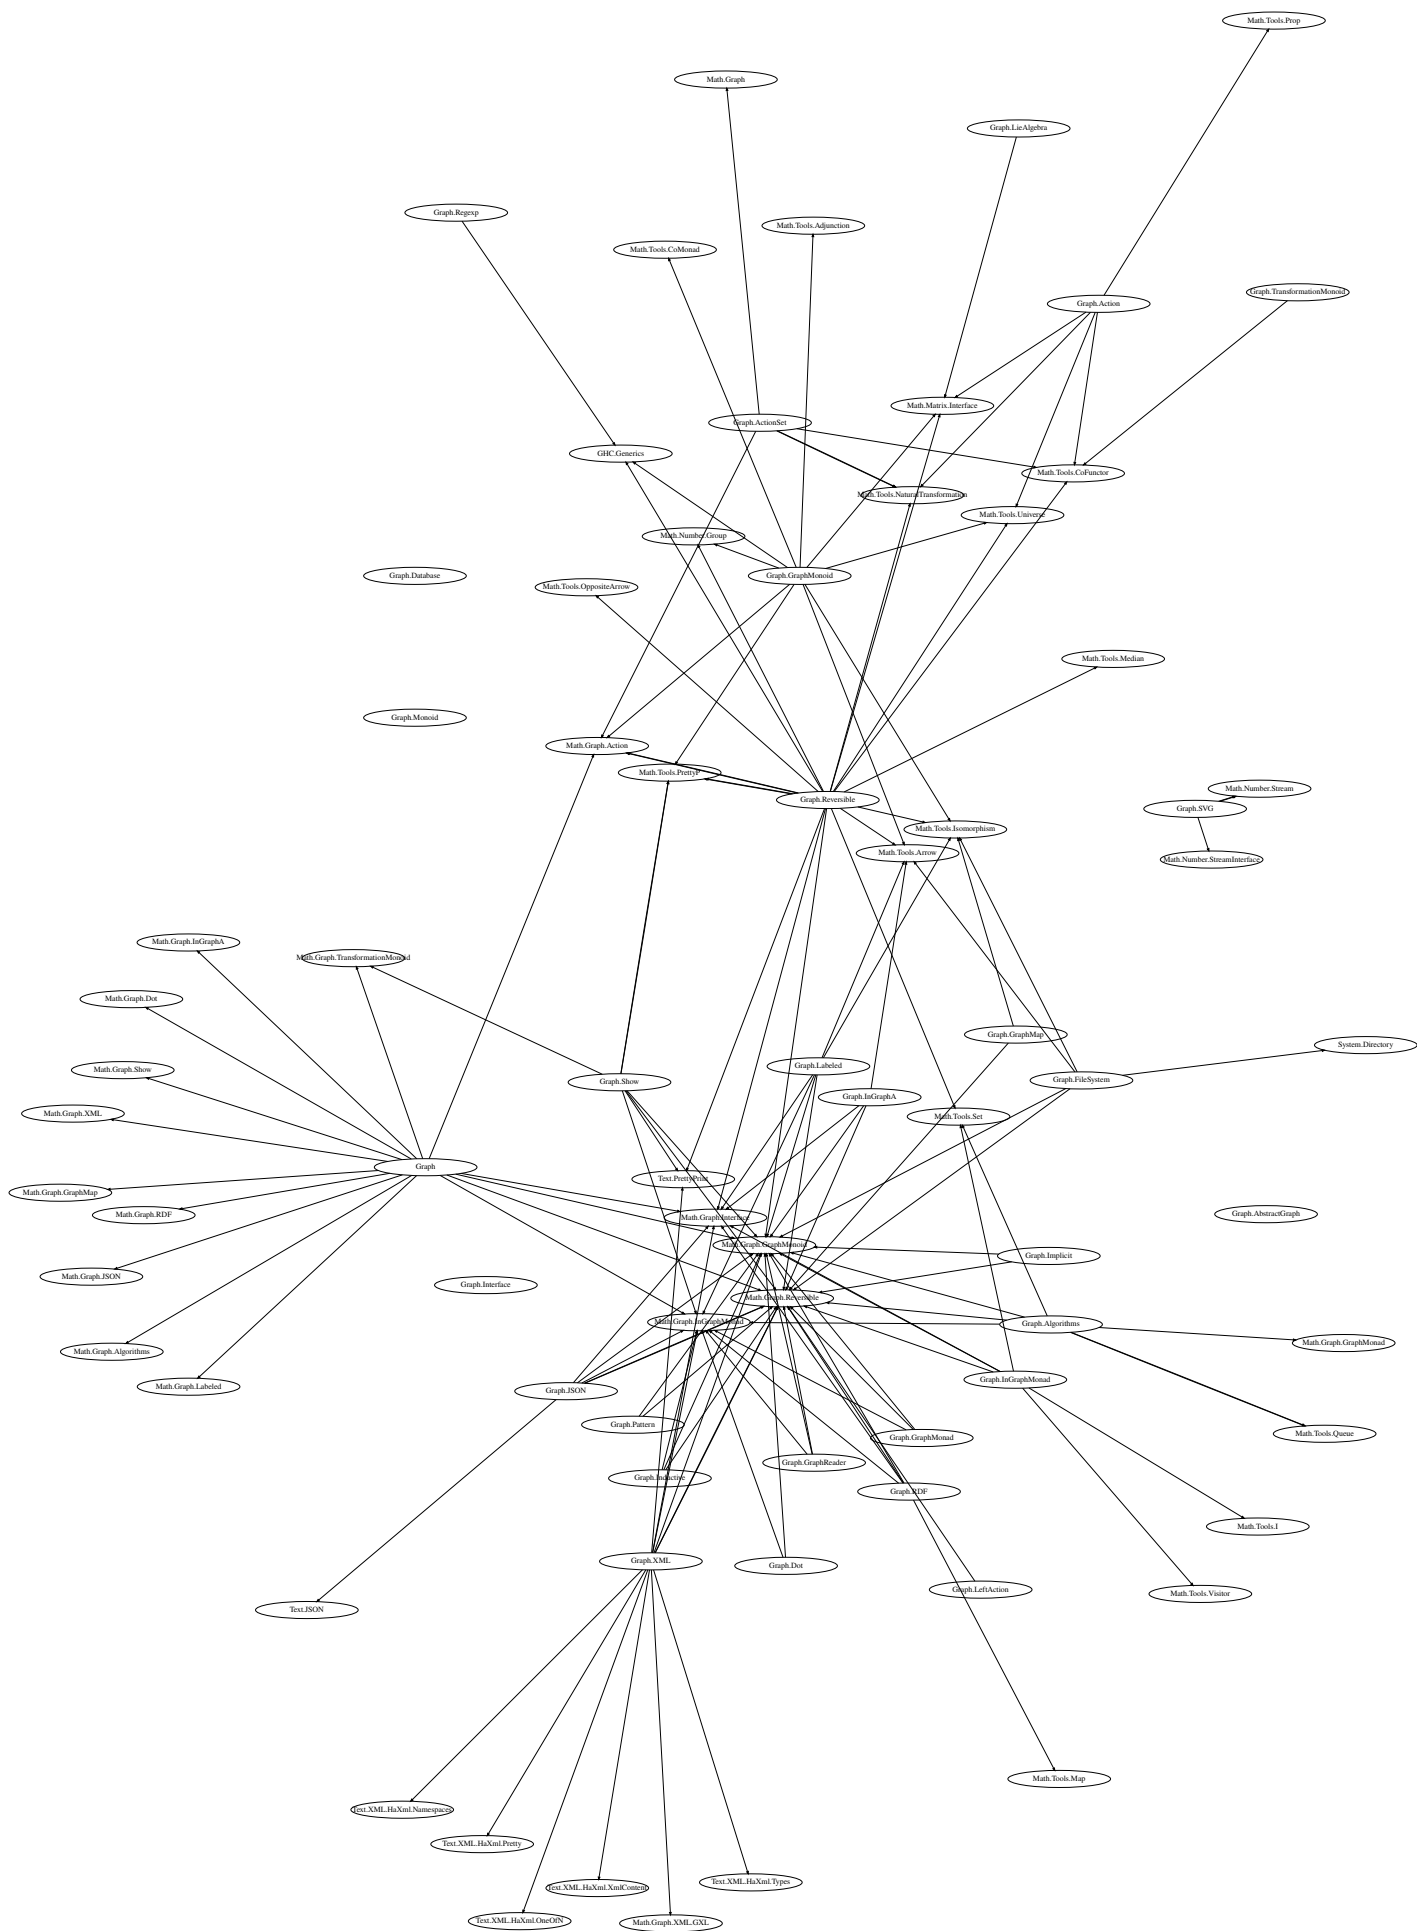 Math.Tools.Prop
Math.Graph
Graph.LieAlgebra
Graph.Regexp
Math.Tools.Adjunction
Math.Tools.CoMonad
Graph.TransformationMonoid
Graph.Action
Math.Matrix.Interface
Graph.ActionSet
GHC.Generics
Math.Tools.CoFunctor
Math.Tools.NaturalTransformation
Math.Tools.Universe
Math.Number.Group
Graph.Database
Graph.GraphMonoid
Math.Tools.OppositeArrow
Math.Tools.Median
Graph.Monoid
Math.Graph.Action
Math.Tools.PrettyP
Math.Number.Stream
Graph.Reversible
Graph.SVG
Math.Tools.Isomorphism
Math.Tools.Arrow
Math.Number.StreamInterface
Math.Graph.InGraphA
Math.Graph.TransformationMonoid
Math.Graph.Dot
Graph.GraphMap
System.Directory
Graph.Labeled
Math.Graph.Show
Graph.Show
Graph.FileSystem
Graph.InGraphA
Math.Graph.XML
Math.Tools.Set
Graph
Text.PrettyPrint
Math.Graph.GraphMap
Math.Graph.RDF
Graph.AbstractGraph
Math.Graph.Interface
Math.Graph.GraphMonoid
Graph.Implicit
Math.Graph.JSON
Graph.Interface
Math.Graph.Reversible
Math.Graph.InGraphMonad
Graph.Algorithms
Math.Graph.GraphMonad
Math.Graph.Algorithms
Graph.InGraphMonad
Math.Graph.Labeled
Graph.JSON
Graph.Pattern
Math.Tools.Queue
Graph.GraphMonad
Graph.GraphReader
Graph.Inductive
Graph.RDF
Math.Tools.I
Graph.XML
Graph.Dot
Graph.LeftAction
Math.Tools.Visitor
Text.JSON
Math.Tools.Map
Text.XML.HaXml.Namespaces
Text.XML.HaXml.Pretty
Text.XML.HaXml.Types
Text.XML.HaXml.XmlContent
Text.XML.HaXml.OneOfN
Math.Graph.XML.GXL